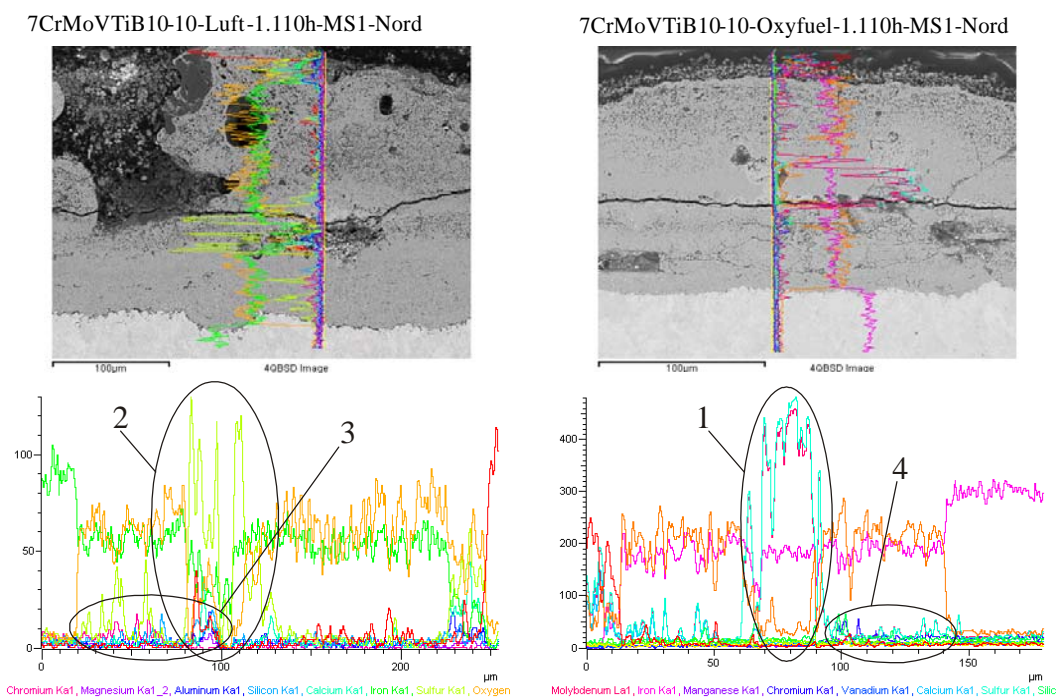 7CrMoVTiB10-10-Luft-1.110h-MS1-Nord
7CrMoVTiB10-10-Oxyfuel-1.110h-MS1-Nord
100µm 4QBSD Image
100µm 4QBSD Image
2
3
1
4
100
50
0
0 100 200
µm
400
300
200
100
0
0 50 100 150
µm
Chromium Ka1, Magnesium Ka1_2, Aluminum Ka1, Silicon Ka1, Calcium Ka1, Iron Ka1, Sulfur Ka1, Oxygen
Molybdenum La1, Iron Ka1, Manganese Ka1, Chromium Ka1, Vanadium Ka1, Calcium Ka1, Sulfur Ka1, Silic